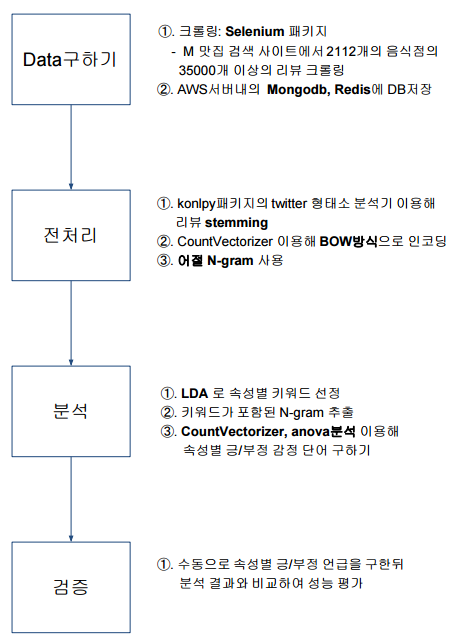 Data구하기
①. 크롤링: Selenium 패키지
- M 맛집 검색 사이트에서 2112개의 음식점의
35000개 이상의 리뷰 크롤링
②. AWS서버내의 Mongodb, Redis에 DB저장
전처리
①. konlpy패키지의 twitter 형태소 분석기 이용해
리뷰 stemming
②. CountVectorizer 이용해 BOW방식으로 인코딩
③. 어절 N-gram 사용
분석
①. LDA 로 속성별 키워드 선정
②. 키워드가 포함된 N-gram 추출
③. CountVectorizer, anova분석 이용해
속성별 긍/부정 감정 단어 구하기
검증
①. 수동으로 속성별 긍/부정 언급을 구한뒤
분석 결과와 비교하여 성능 평가